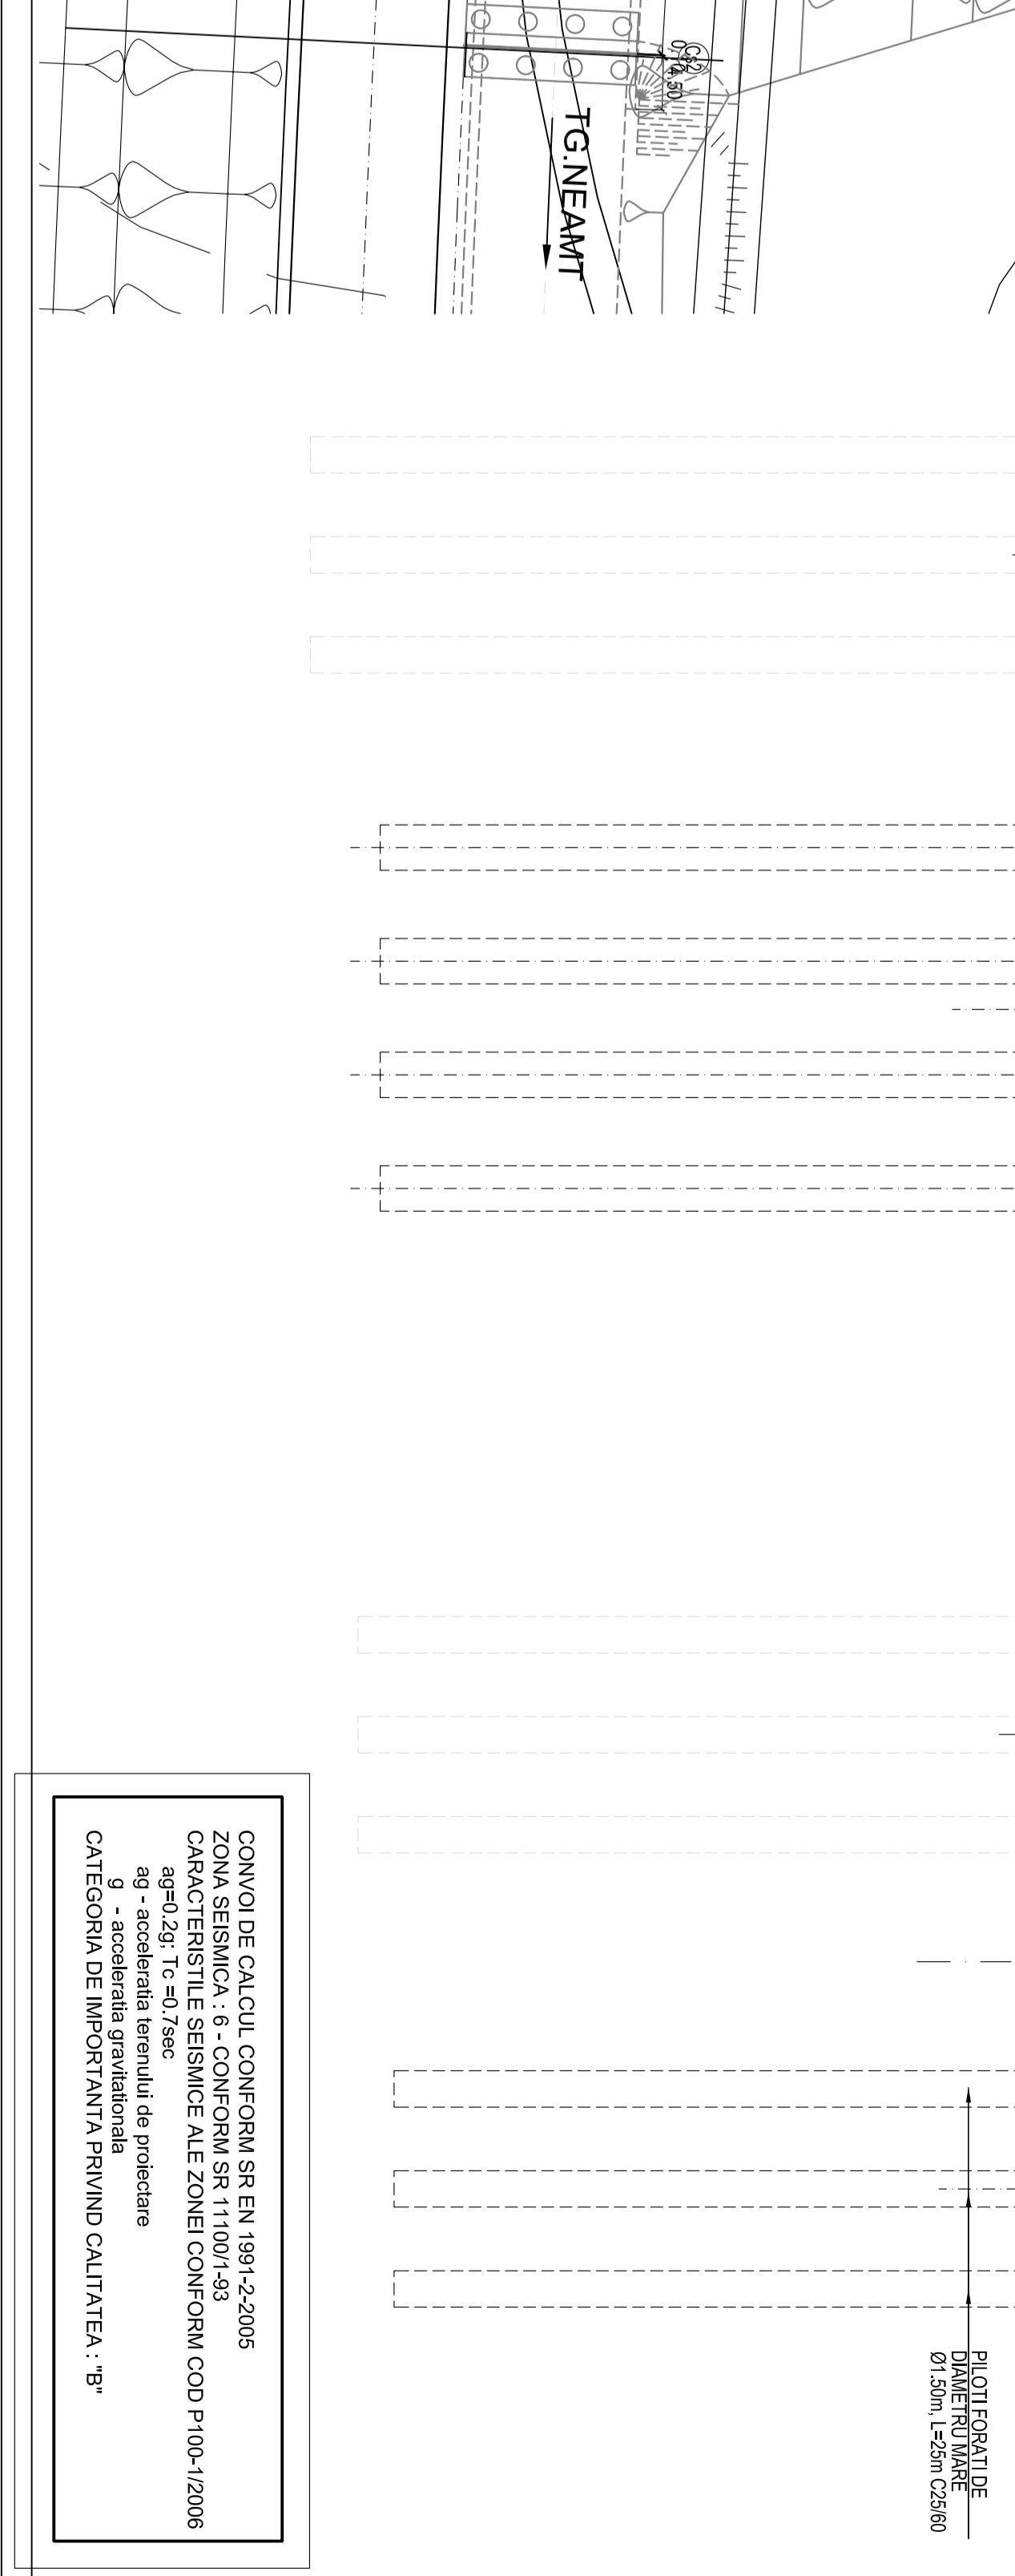 TG.NEAMT
Cs2
CONVOI DE CALCUL CONFORM SR EN 1991-2-2005
ZONA SEISMICA : 6 - CONFORM SR 11100/1-93
CARACTERISTILE SEISMICE ALE ZONEI CONFORM COD P100-1/2006
ag=0.2g; Tc =0.7sec
ag - acceleratia terenului de proiectare
g - acceleratia gravitationala
CATEGORIA DE IMPORTANTA PRIVIND CALITATEA : "B"
PILOTI FORATI DE
DIAMETRU MARE
Ø1.50m, L=25m C25/60